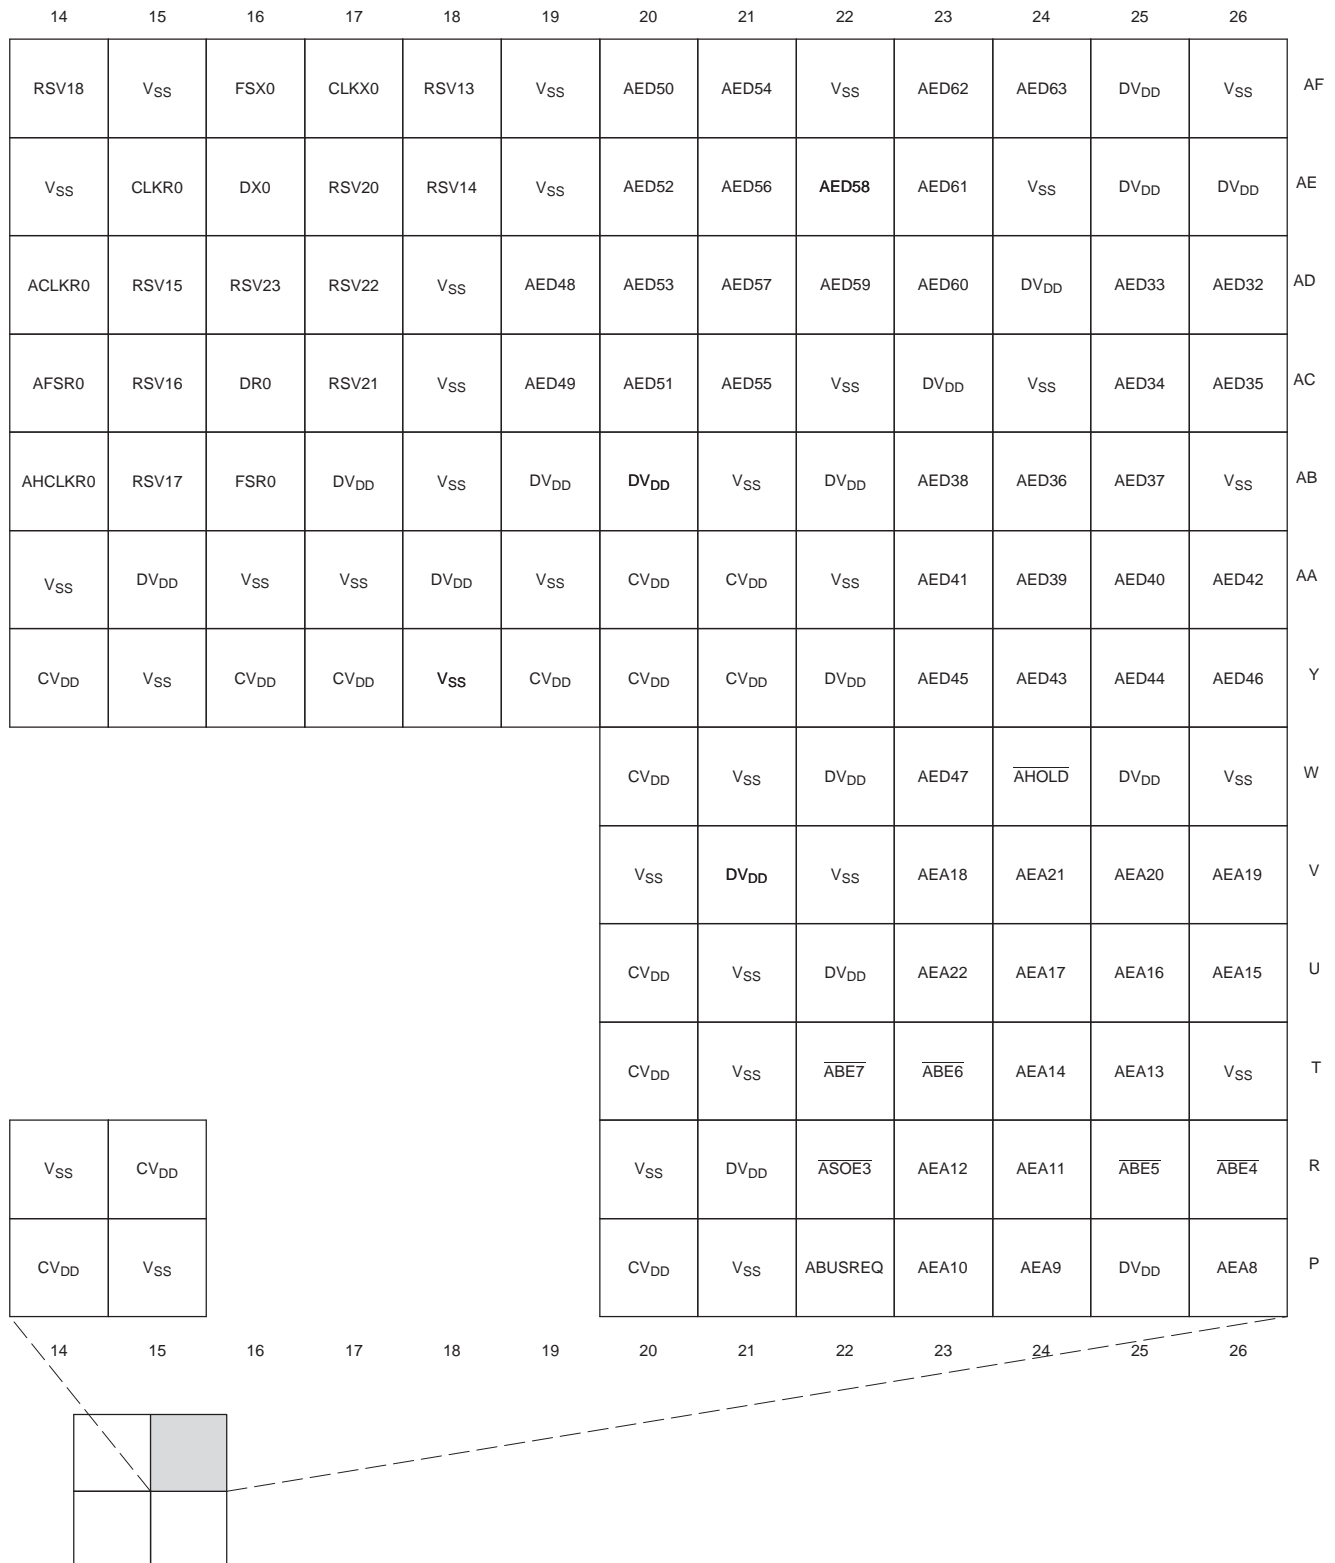 14 15 16 17 18 19 20 21 22 23 24 25 26
RSV18 VSS FSX0 CLKX0 RSV13 VSS AED50 AED54 VSS AED62 AED63 DVDD VSS AF
VSS CLKR0 DX0 RSV20 RSV14 VSS AED52 AED56 AED58 AED61 VSS DVDD DVDD AE
ACLKR0 RSV15 RSV23 RSV22 VSS AED48 AED53 AED57 AED59 AED60 DVDD AED33 AED32 AD
AFSR0 RSV16 DR0 RSV21 VSS AED49 AED51 AED55 VSS DVDD VSS AED34 AED35 AC
AHCLKR0 RSV17 FSR0 DVDD VSS DVDD DVDD VSS DVDD AED38 AED36 AED37 VSS AB
VSS DVDD VSS VSS DVDD VSS CVDD CVDD VSS AED41 AED39 AED40 AED42 AA
CVDD VSS CVDD CVDD VSS CVDD CVDD CVDD DVDD AED45 AED43 AED44 AED46 Y
CVDD VSS DVDD AED47 AHOLD DVDD VSS W
VSS DVDD VSS AEA18 AEA21 AEA20 AEA19 V
CVDD VSS DVDD AEA22 AEA17 AEA16 AEA15 U
CVDD VSS ABE7 ABE6 AEA14 AEA13 VSS T
VSS CVDD VSS DVDD ASOE3 AEA12 AEA11 ABE5 ABE4 R
CVDD VSS CVDD VSS ABUSREQ AEA10 AEA9 DVDD AEA8 P
14 15 16 17 18 19 20 21 22 23 24 25 26